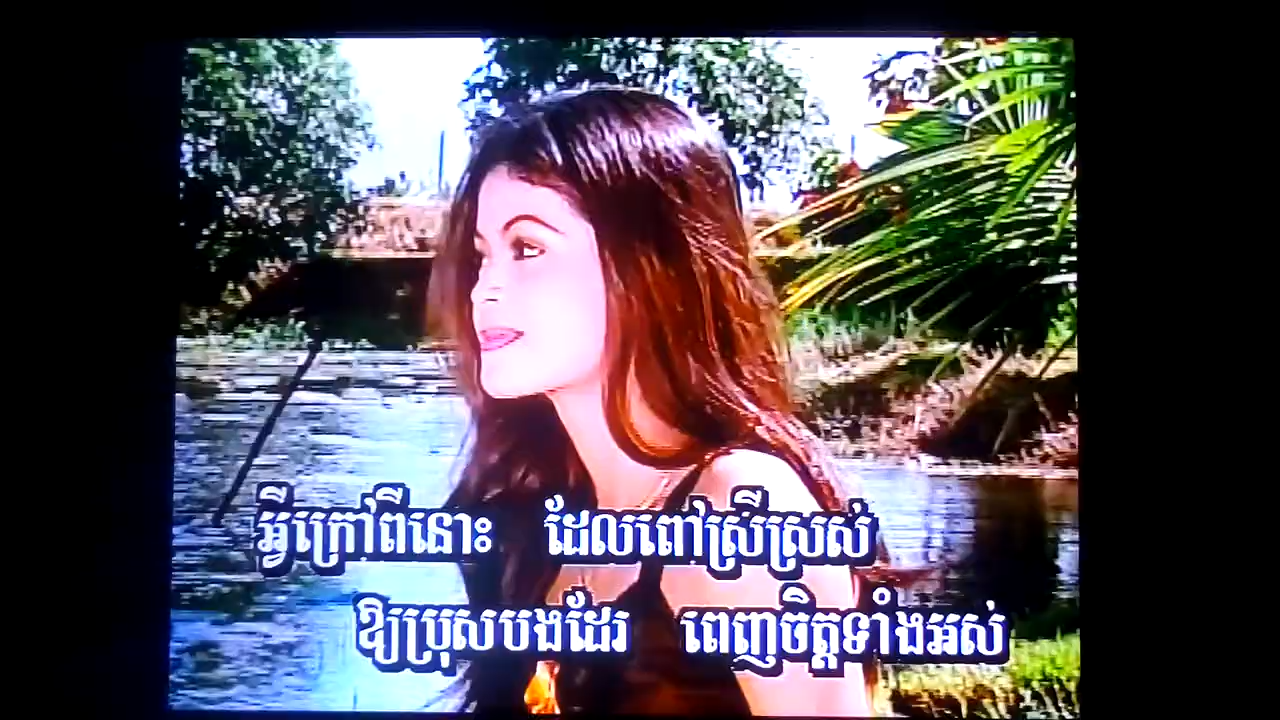 អ្វីក្រៅពីនោះ ដែលពៅស្រីស្រស់
ឱ្យប្រុសបងដែរ ពេញចិត្តទាំងអស់